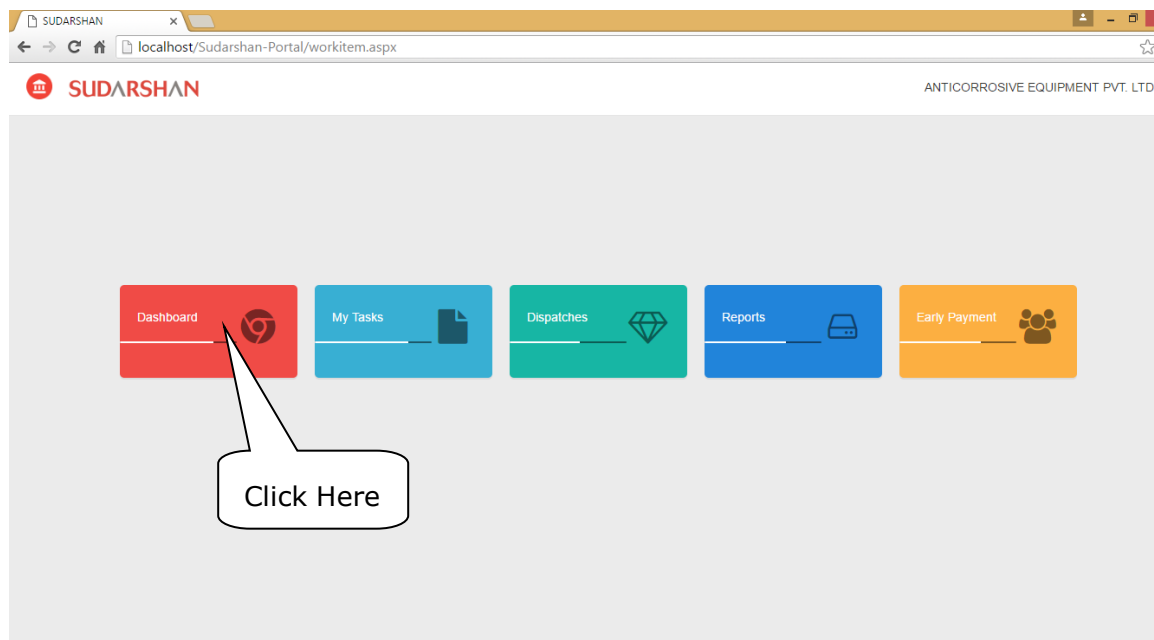 SUDARSHAN
localhost/Sudarshan-Portal/workitem.aspx
SUDARSHAN
ANTICORROSIVE EQUIPMENT PVT. LTD
Dashboard
My Tasks
Dispatches
Reports
Early Payment
Click Here